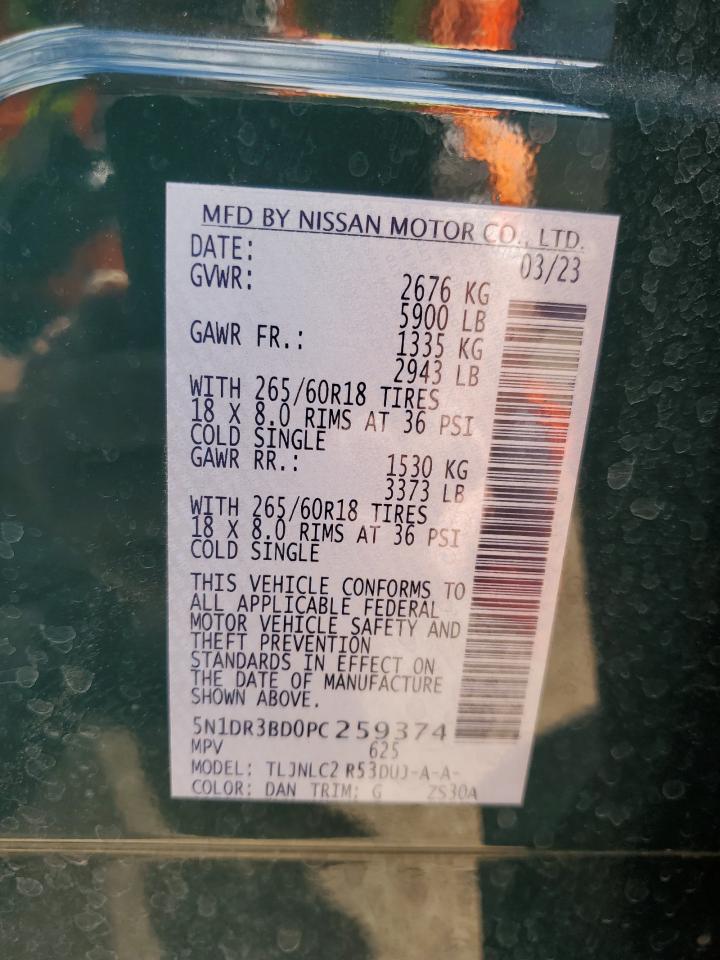 MFD BY NISSAN MOTOR CO., LTD.
DATE: 03/23
GVWR: 2676 KG
5900 LB
GAWR FR.: 1335 KG
2943 LB
WITH 265/60R18 TIRES
18 X 8.0 RIMS AT 36 PSI
COLD SINGLE
GAWR RR.: 1530 KG
3373 LB
WITH 265/60R18 TIRES
18 X 8.0 RIMS AT 36 PSI
COLD SINGLE
THIS VEHICLE CONFORMS TO
ALL APPLICABLE FEDERAL
MOTOR VEHICLE SAFETY AND
THEFT PREVENTION
STANDARDS IN EFFECT ON
THE DATE OF MANUFACTURE
SHOWN ABOVE.
5N1DR3BD0PC259374
MPV 625
MODEL: TLJNLC2 R53DUJ-A-A-
COLOR: DAN TRIM: G ZS30A